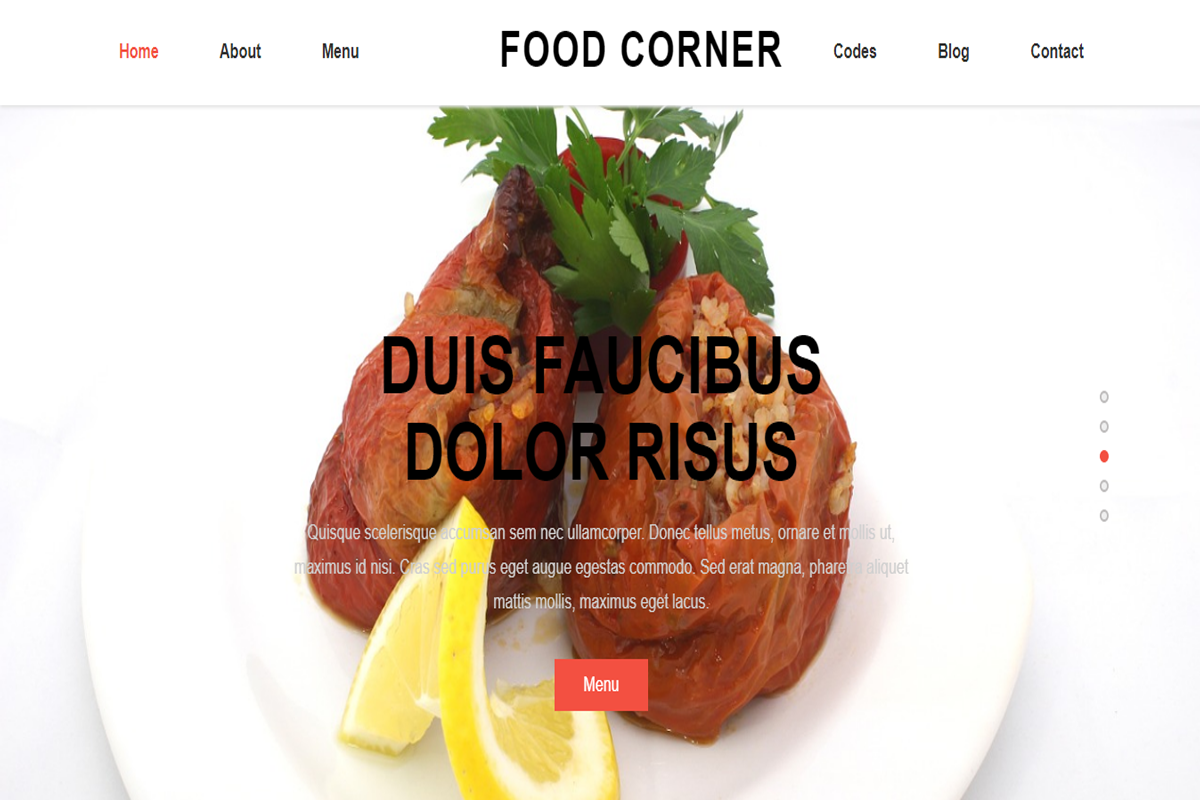 Home About Menu FOOD CORNER Codes Blog Contact
DUIS FAUCIBUS
DOLOR RISUS
Quisque scelerisque accumsan sem nec ullamcorper. Donec tellus metus, ornare et mollis ut,
maximus id nisi. Cras sed purus eget augue egestas commodo. Sed erat magna, pharetra aliquet
mattis mollis, maximus eget lacus.
Menu